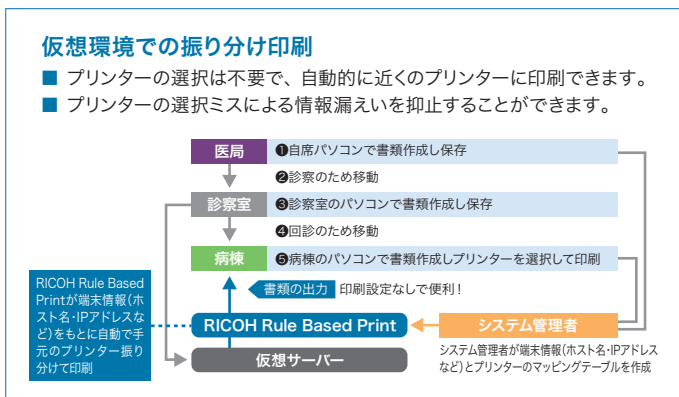 仮想環境での振り分け印刷
■ プリンターの選択は不要で、自動的に近くのプリンターに印刷できます。
■ プリンターの選択ミスによる情報漏えいを抑止することができます。
医局 ❶自席パソコンで書類作成し保存
❷診察のため移動
診察室 ❸診察室のパソコンで書類作成し保存
❹回診のため移動
病棟 ❺病棟のパソコンで書類作成しプリンターを選択して印刷
書類の出力 印刷設定なしで便利！
RICOH Rule Based
Printが端末情報（ホ
スト名・IPアドレスな
ど）をもとに自動で手
元のプリンター振り
分けて印刷
RICOH Rule Based Print
システム管理者
仮想サーバー
システム管理者が端末情報（ホスト名・IPアドレス
など）とプリンターのマッピングテーブルを作成